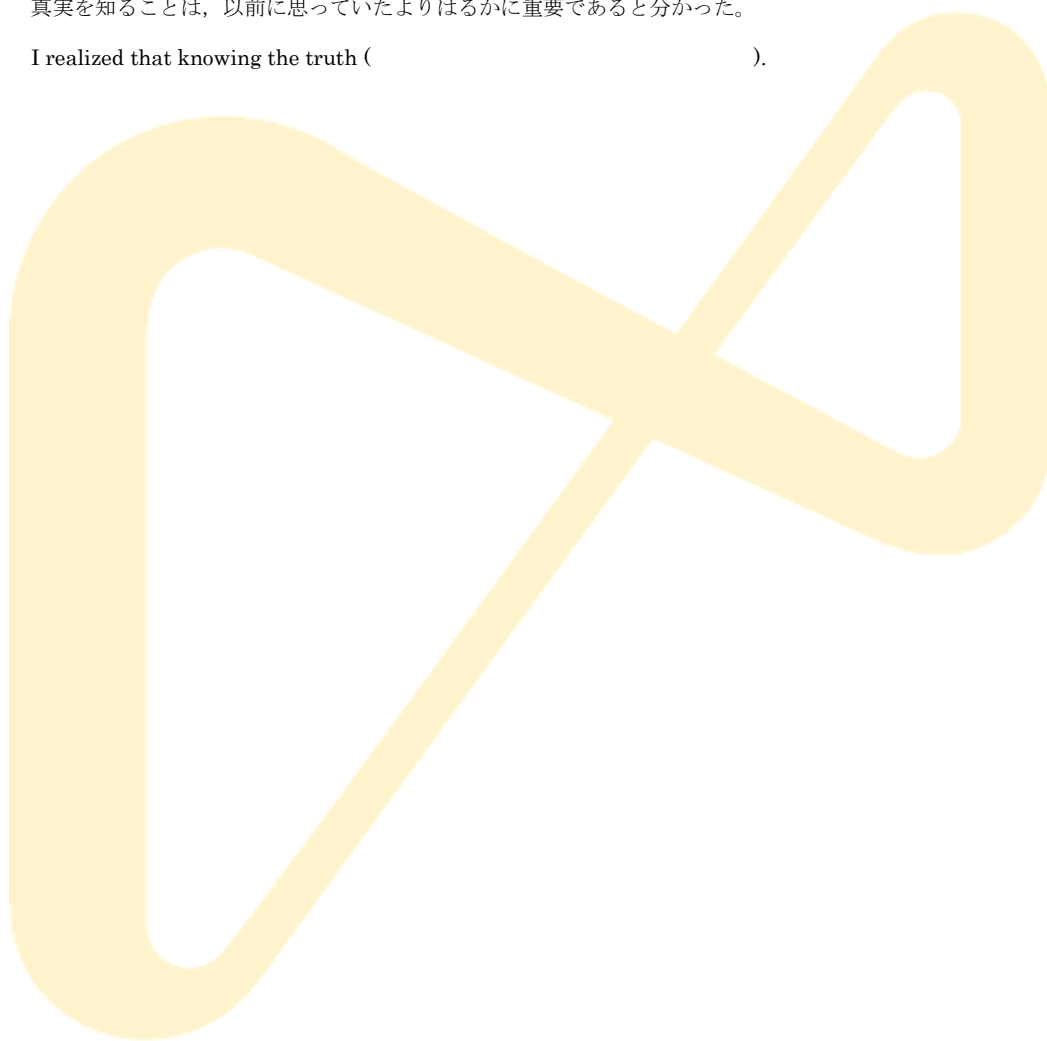 真実を知ることは，以前に思っていたよりはるかに重要であると分かった。
I realized that knowing the truth ( ).